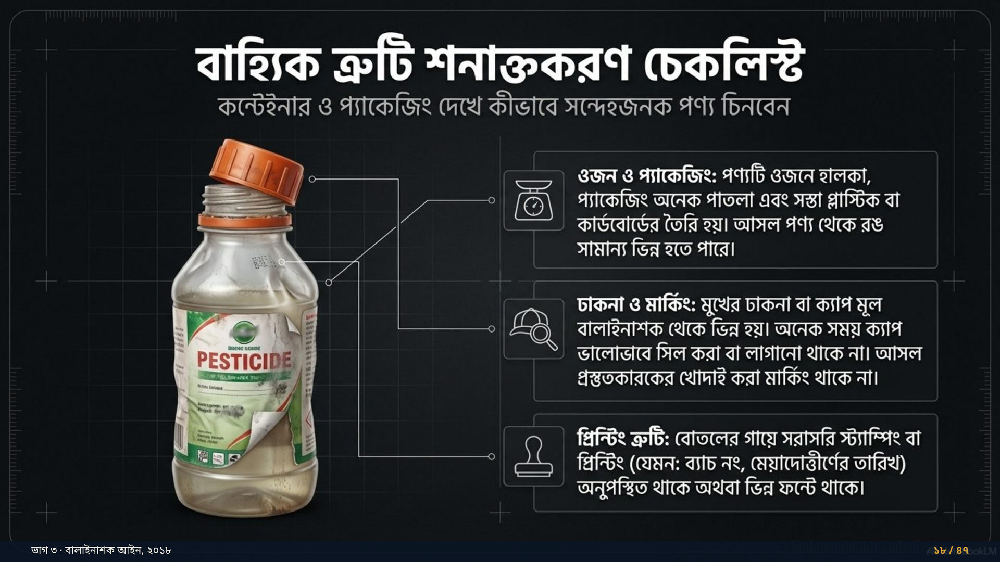 বাহ্যিক ত্রুটি শনাক্তকরণ চেকলিস্ট
কন্টেইনার ও প্যাকেজিং দেখে কীভাবে সন্দেহজনক পণ্য চিনবেন
PESTICIDE
ওজন ও প্যাকেজিং: পণ্যটি ওজনে হালকা,
প্যাকেজিং অনেক পাতলা এবং সস্তা প্লাস্টিক বা
কার্ডবোর্ডের তৈরি হয়। আসল পণ্য থেকে রঙ
সামান্য ভিন্ন হতে পারে।
ঢাকনা ও মার্কিং: মুখের ঢাকনা বা ক্যাপ মূল
বালাইনাশক থেকে ভিন্ন হয়। অনেক সময় ক্যাপ
ভালোভাবে সিল করা বা লাগানো থাকে না। আসল
প্রস্তুতকারকের খোদাই করা মার্কিং থাকে না।
প্রিন্টিং ত্রুটি: বোতলের গায়ে সরাসরি স্ট্যাম্পিং বা
প্রিন্টিং (যেমন: ব্যাচ নং, মেয়াদোত্তীর্ণের তারিখ)
অনুপস্থিত থাকে অথবা ভিন্ন ফন্টে থাকে।
ভাগ ৩ · বালাইনাশক আইন, ২০১৮
১৮ / ৪৭